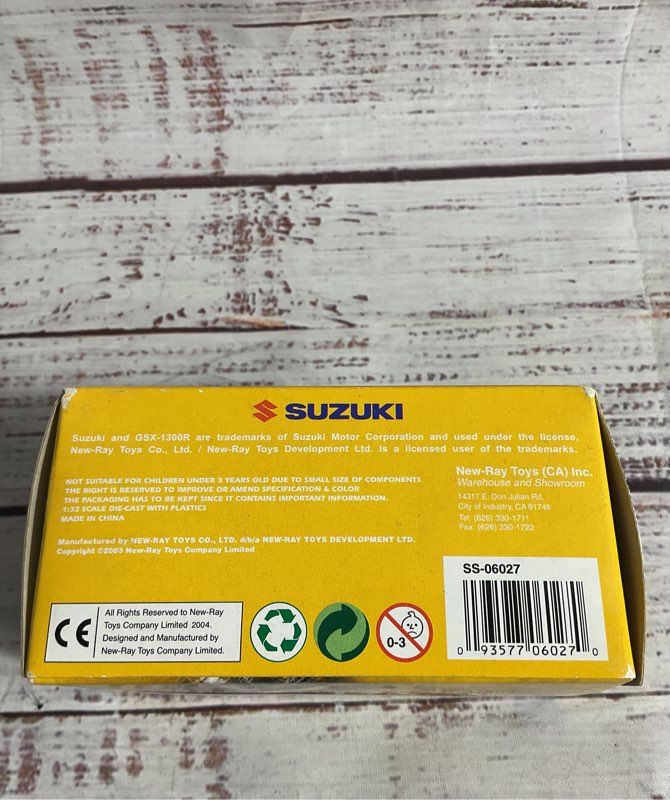 SUZUKI
Suzuki and GSX-1300R are trademarks of Suzuki Motor Corporation and used under the license,
New-Ray Toys Co., Ltd. / New-Ray Toys Development Ltd. is a licensed user of the trademarks.
NOT SUITABLE FOR CHILDREN UNDER 3 YEARS OLD DUE TO SMALL SIZE OF COMPONENTS
THE RIGHT IS RESERVED TO IMPROVE OR AMEND SPECIFICATION & COLOR
THE PACKAGING HAS TO BE KEPT SINCE IT CONTAINS IMPORTANT INFORMATION.
1:32 SCALE DIE-CAST WITH PLASTICS
MADE IN CHINA
Manufactured by NEW-RAY TOYS CO., LTD. d/b/a NEW-RAY TOYS DEVELOPMENT LTD.
Copyright ©2003 New-Ray Toys Company Limited
New-Ray Toys (CA) Inc.
Warehouse and Showroom
14317 E. Don Julian Rd,
City of Industry, CA 91746
Tel: (626) 330-1711
Fax: (626) 330-1722
CE
All Rights Reserved to New-Ray
Toys Company Limited 2004.
Designed and Manufactured by
New-Ray Toys Company Limited.
0-3
SS-06027
0 93577 06027 0